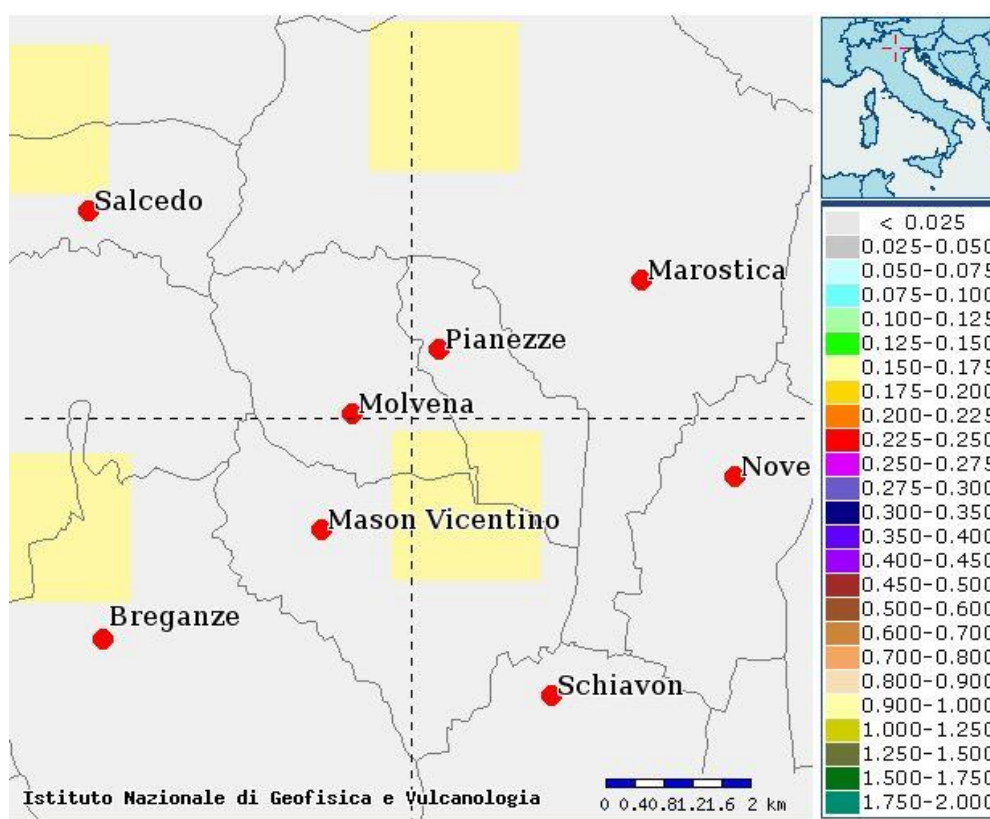 Salcedo
Marostica
Pianezze
Molvena
Nove
Mason Vicentino
Breganze
Schiavon
Istituto Nazionale di Geofisica e Vulcanologia
0 0.40.81.21.6 2 km
< 0.025
0.025-0.050
0.050-0.075
0.075-0.100
0.100-0.125
0.125-0.150
0.150-0.175
0.175-0.200
0.200-0.225
0.225-0.250
0.250-0.275
0.275-0.300
0.300-0.350
0.350-0.400
0.400-0.450
0.450-0.500
0.500-0.600
0.600-0.700
0.700-0.800
0.800-0.900
0.900-1.000
1.000-1.250
1.250-1.500
1.500-1.750
1.750-2.000